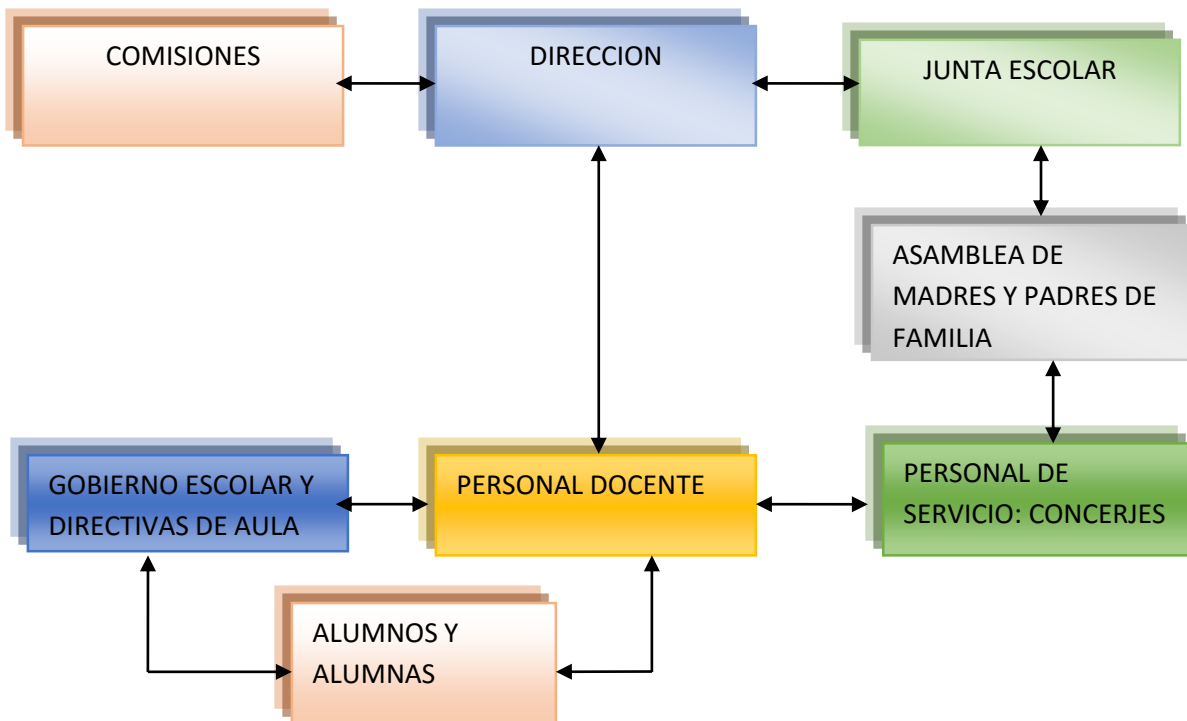 COMISIONES
DIRECCION
JUNTA ESCOLAR
ASAMBLEA DE
MADRES Y PADRES DE
FAMILIA
GOBIERNO ESCOLAR Y
DIRECTIVAS DE AULA
PERSONAL DOCENTE
PERSONAL DE
SERVICIO: CONCERJES
ALUMNOS Y
ALUMNAS